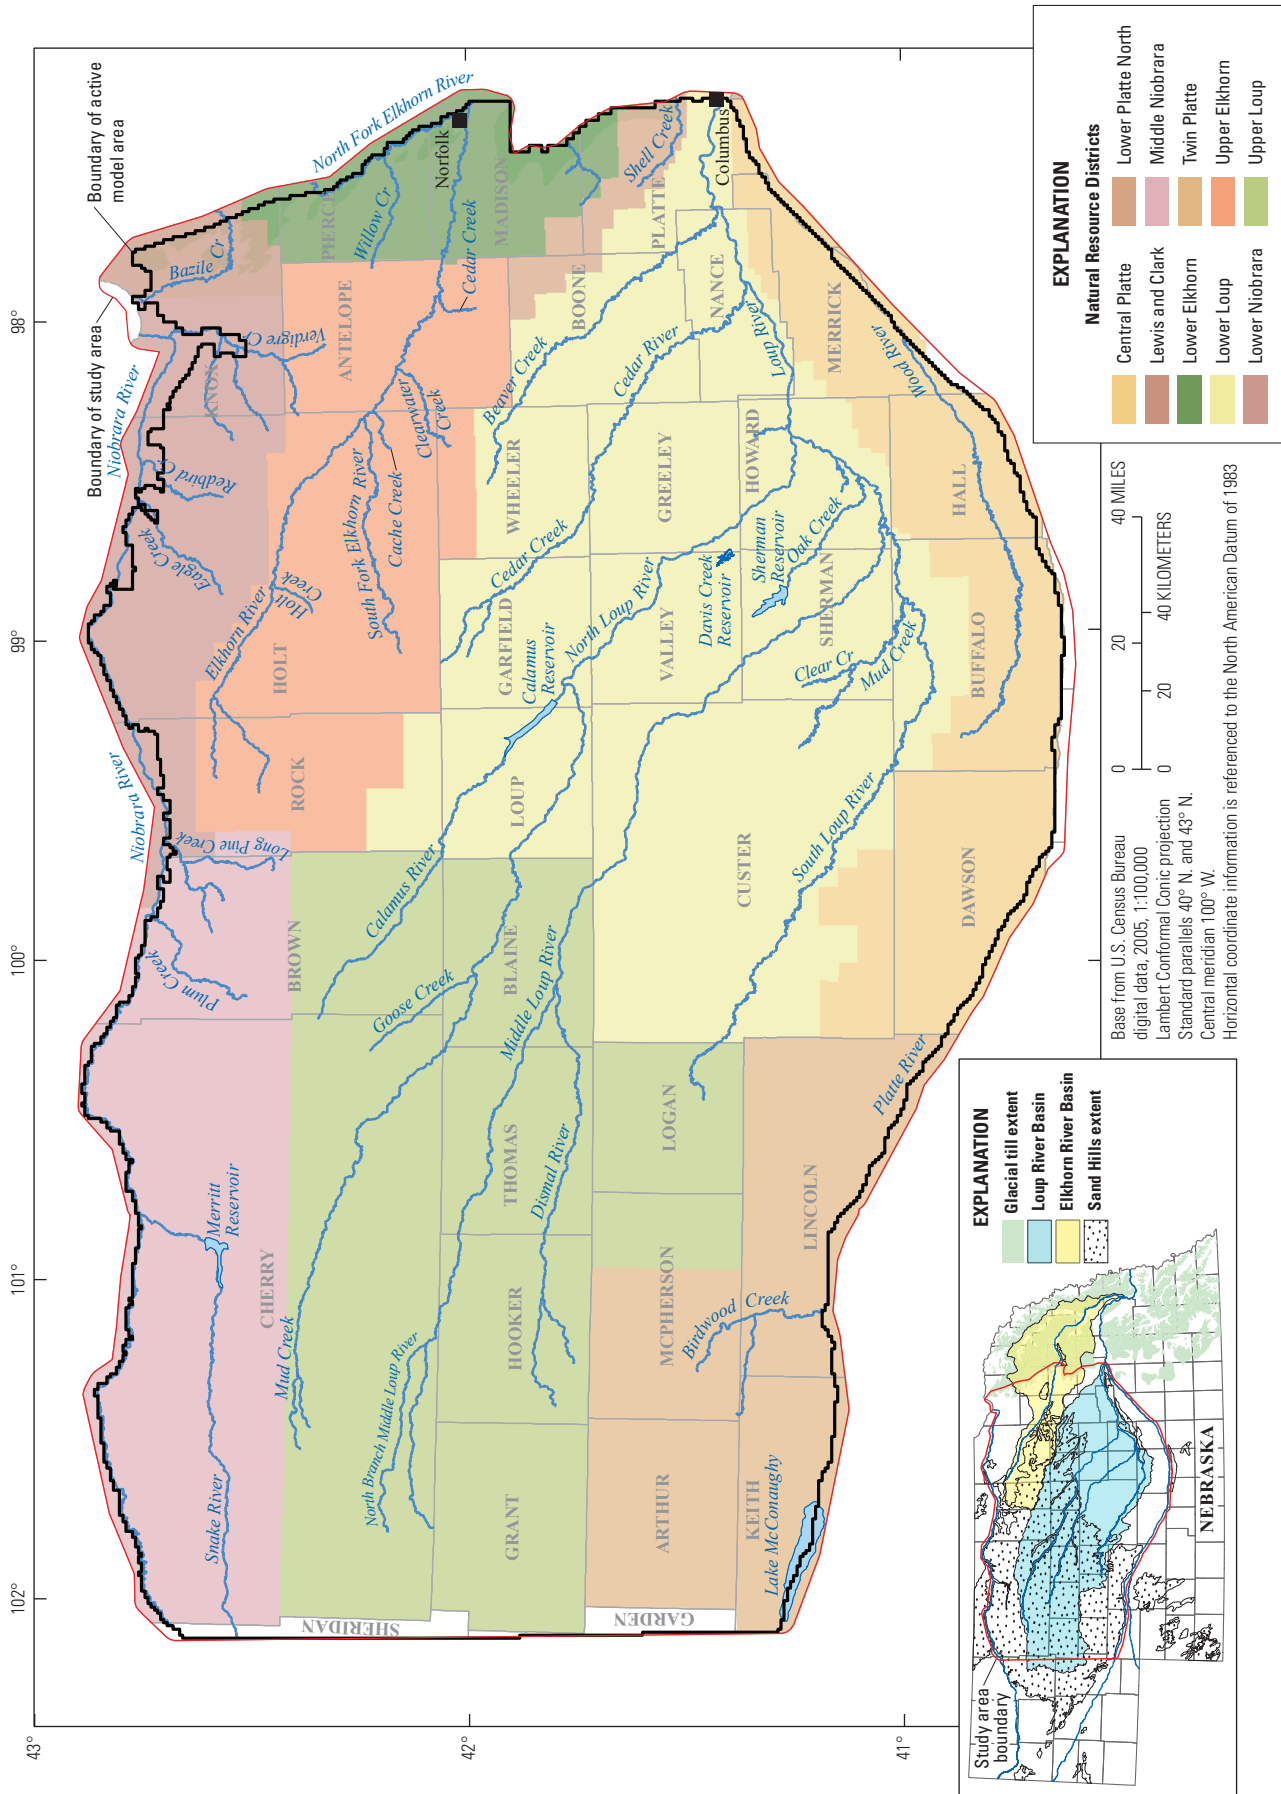 102°
101°
100°
99°
98°
43°
42°
41°
Boundary of study area
Boundary of active
model area
Niobrara River
Niobrara River
Snake River
Merritt
Reservoir
Plum Creek
Long Pine Creek
Eagle Creek
Redbird Cr
Verdigre Cr
Bazile Cr
North Fork Elkhorn River
Willow Cr
Norfolk
Elkhorn River
Holt
Creek
South Fork Elkhorn River
Cache Creek
Clearwater
Creek
Cedar Creek
Mud Creek
North Branch Middle Loup River
Goose Creek
Calamus River
Calamus
Reservoir
Cedar Creek
Beaver Creek
Cedar River
Shell Creek
Columbus
Middle Loup River
Dismal River
North Loup River
Davis Creek
Reservoir
Sherman
Reservoir
Oak Creek
Loup River
Clear Cr
Mud Creek
South Loup River
Wood River
Birdwood Creek
Platte River
Lake McConaughy
SHERIDAN
CHERRY
BROWN
ROCK
HOLT
KNOX
ANTELOPE
PIERCE
MADISON
GRANT
HOOKER
THOMAS
BLAINE
LOUP
GARFIELD
WHEELER
BOONE
PLATTE
GARDEN
ARTHUR
MCPHERSON
LOGAN
CUSTER
VALLEY
GREELEY
NANCE
KEITH
LINCOLN
SHERMAN
HOWARD
MERRICK
DAWSON
BUFFALO
HALL
Base from U.S. Census Bureau
digital data, 2005, 1:100,000
Lambert Conformal Conic projection
Standard parallels 40° N. and 43° N.
Central meridian 100° W.
Horizontal coordinate information is referenced to the North American Datum of 1983
0 20 40 MILES
0 20 40 KILOMETERS
EXPLANATION
Natural Resource Districts
Central Platte
Lewis and Clark
Lower Elkhorn
Lower Loup
Lower Niobrara
Lower Platte North
Middle Niobrara
Twin Platte
Upper Elkhorn
Upper Loup
Study area
boundary
NEBRASKA
EXPLANATION
Glacial till extent
Loup River Basin
Elkhorn River Basin
Sand Hills extent